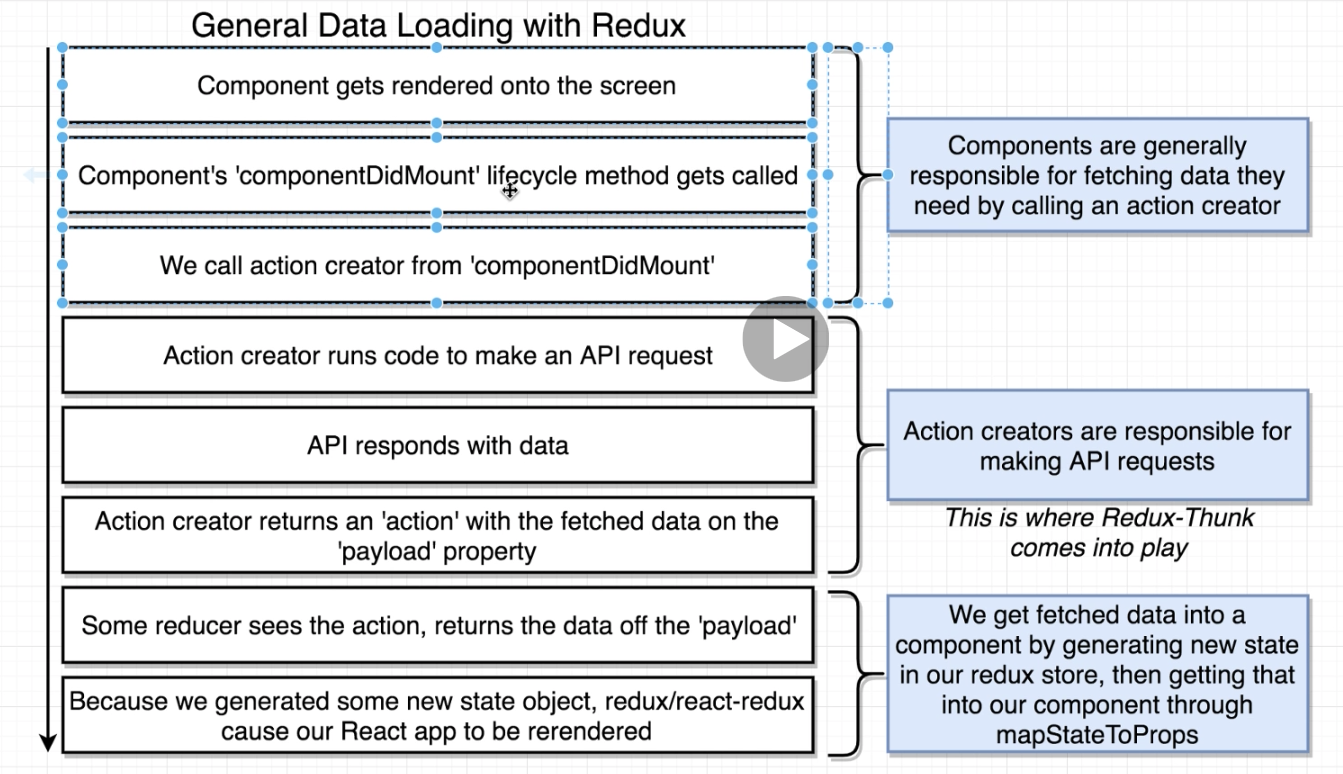 General Data Loading with Redux
Component gets rendered onto the screen
Component's 'componentDidMount' lifecycle method gets called
We call action creator from 'componentDidMount'
Components are generally
responsible for fetching data they
need by calling an action creator
Action creator runs code to make an API request
API responds with data
Action creator returns an 'action' with the fetched data on the
'payload' property
Action creators are responsible for
making API requests
This is where Redux-Thunk
comes into play
Some reducer sees the action, returns the data off the 'payload'
Because we generated some new state object, redux/react-redux
cause our React app to be rerendered
We get fetched data into a
component by generating new state
in our redux store, then getting that
into our component through
mapStateToProps